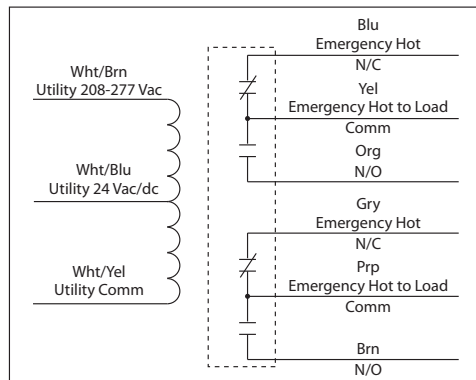 Wht/Brn
Utility 208-277 Vac
Wht/Blu
Utility 24 Vac/dc
Wht/Yel
Utility Comm
Blu
Emergency Hot
N/C
Yel
Emergency Hot to Load
Comm
Org
N/O
Gry
Emergency Hot
N/C
Prp
Emergency Hot to Load
Comm
Brn
N/O